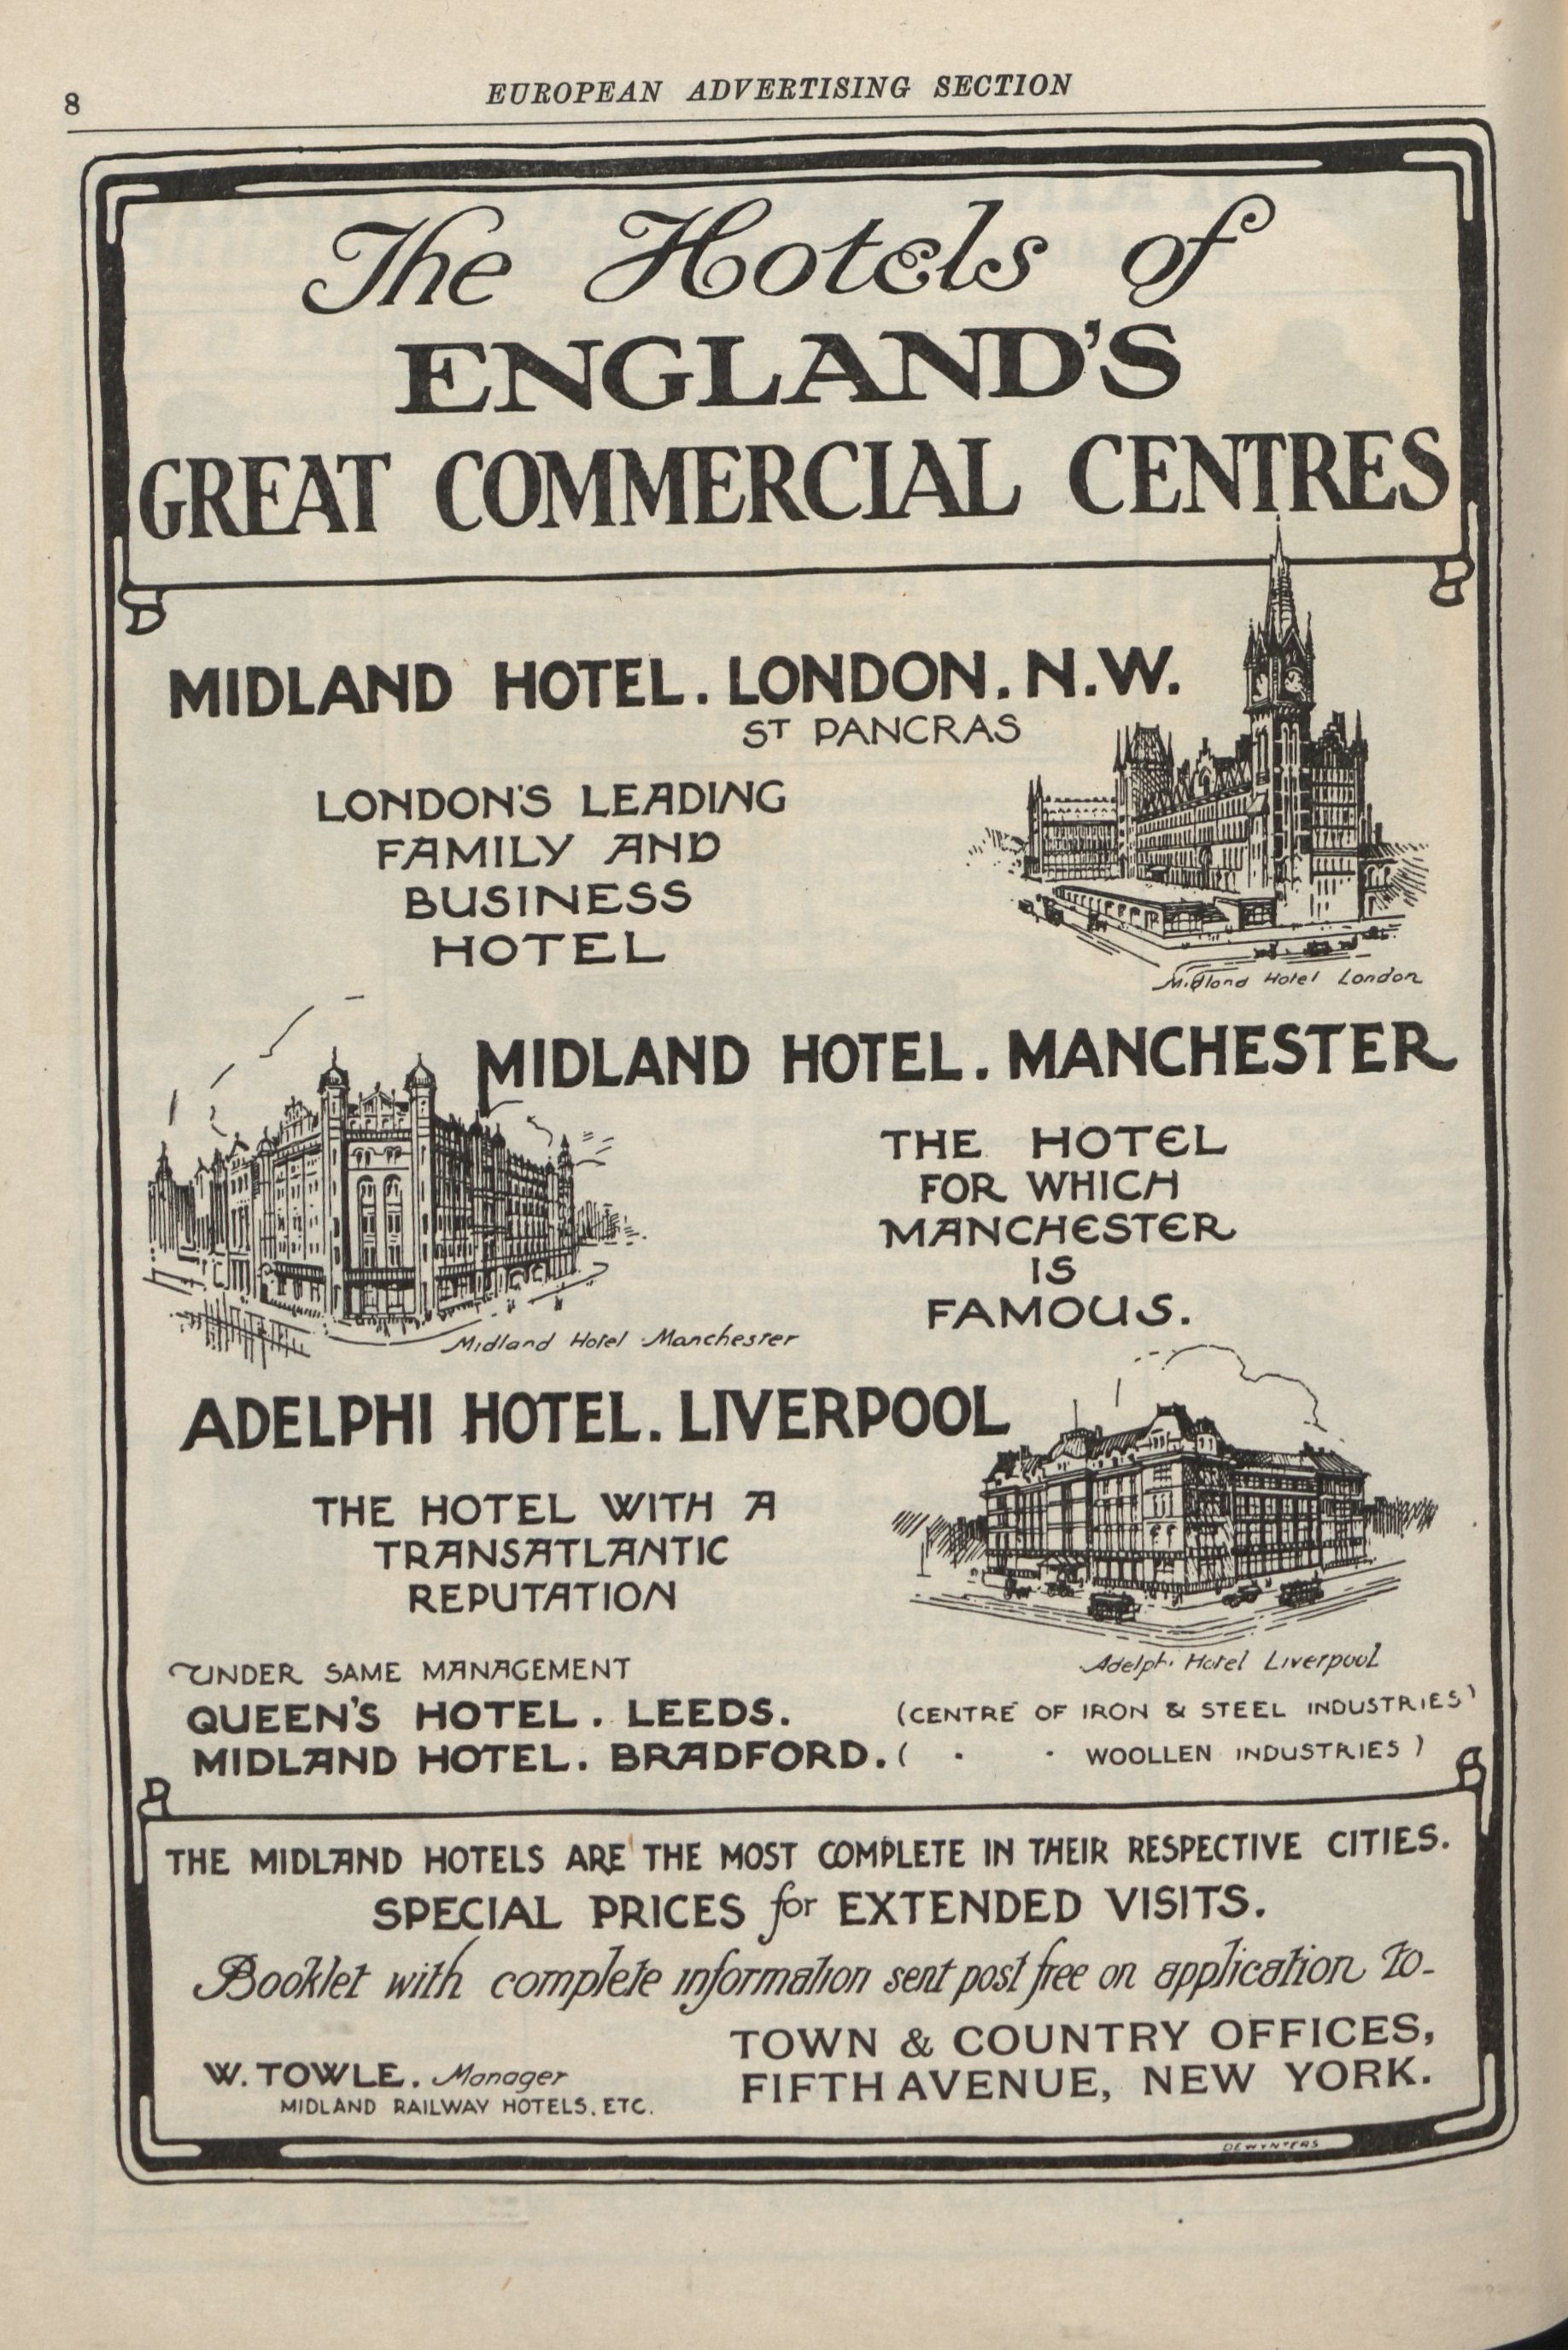 8
EUROPEAN ADVERTISING SECTION
The Hotels of
ENGLAND'S
GREAT COMMERCIAL CENTRES
MIDLAND HOTEL. LONDON. N.W.
ST PANCRAS
LONDON'S LEADING
FAMILY AND
BUSINESS
HOTEL
Midland Hotel London
MIDLAND HOTEL. MANCHESTER
THE HOTEL
FOR WHICH
MANCHESTER
IS
FAMOUS.
Midland Hotel Manchester
ADELPHI HOTEL. LIVERPOOL
THE HOTEL WITH A
TRANSATLANTIC
REPUTATION
Adelphi Hotel Liverpool
UNDER SAME MANAGEMENT
QUEEN'S HOTEL. LEEDS. (CENTRE OF IRON & STEEL INDUSTRIES)
MIDLAND HOTEL. BRADFORD. ( " " WOOLLEN INDUSTRIES)
THE MIDLAND HOTELS ARE THE MOST COMPLETE IN THEIR RESPECTIVE CITIES.
SPECIAL PRICES for EXTENDED VISITS.
Booklet with complete information sent post free on application to-
TOWN & COUNTRY OFFICES,
FIFTH AVENUE, NEW YORK.
W. TOWLE. Manager
MIDLAND RAILWAY HOTELS. ETC.
DEWYNTERS